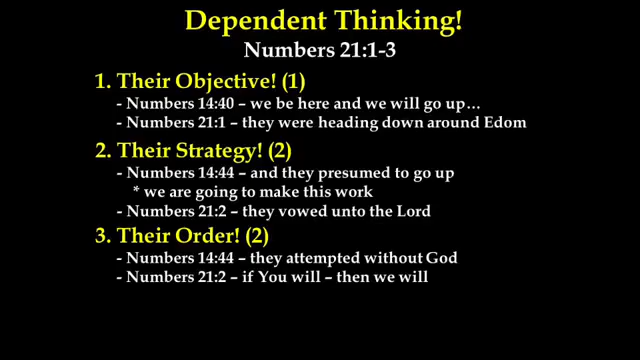 Dependent Thinking!
Numbers 21:1-3
1. Their Objective! (1)
- Numbers 14:40 – we be here and we will go up…
- Numbers 21:1 – they were heading down around Edom
2. Their Strategy! (2)
- Numbers 14:44 – and they presumed to go up
* we are going to make this work
- Numbers 21:2 – they vowed unto the Lord
3. Their Order! (2)
- Numbers 14:44 – they attempted without God
- Numbers 21:2 – if You will – then we will